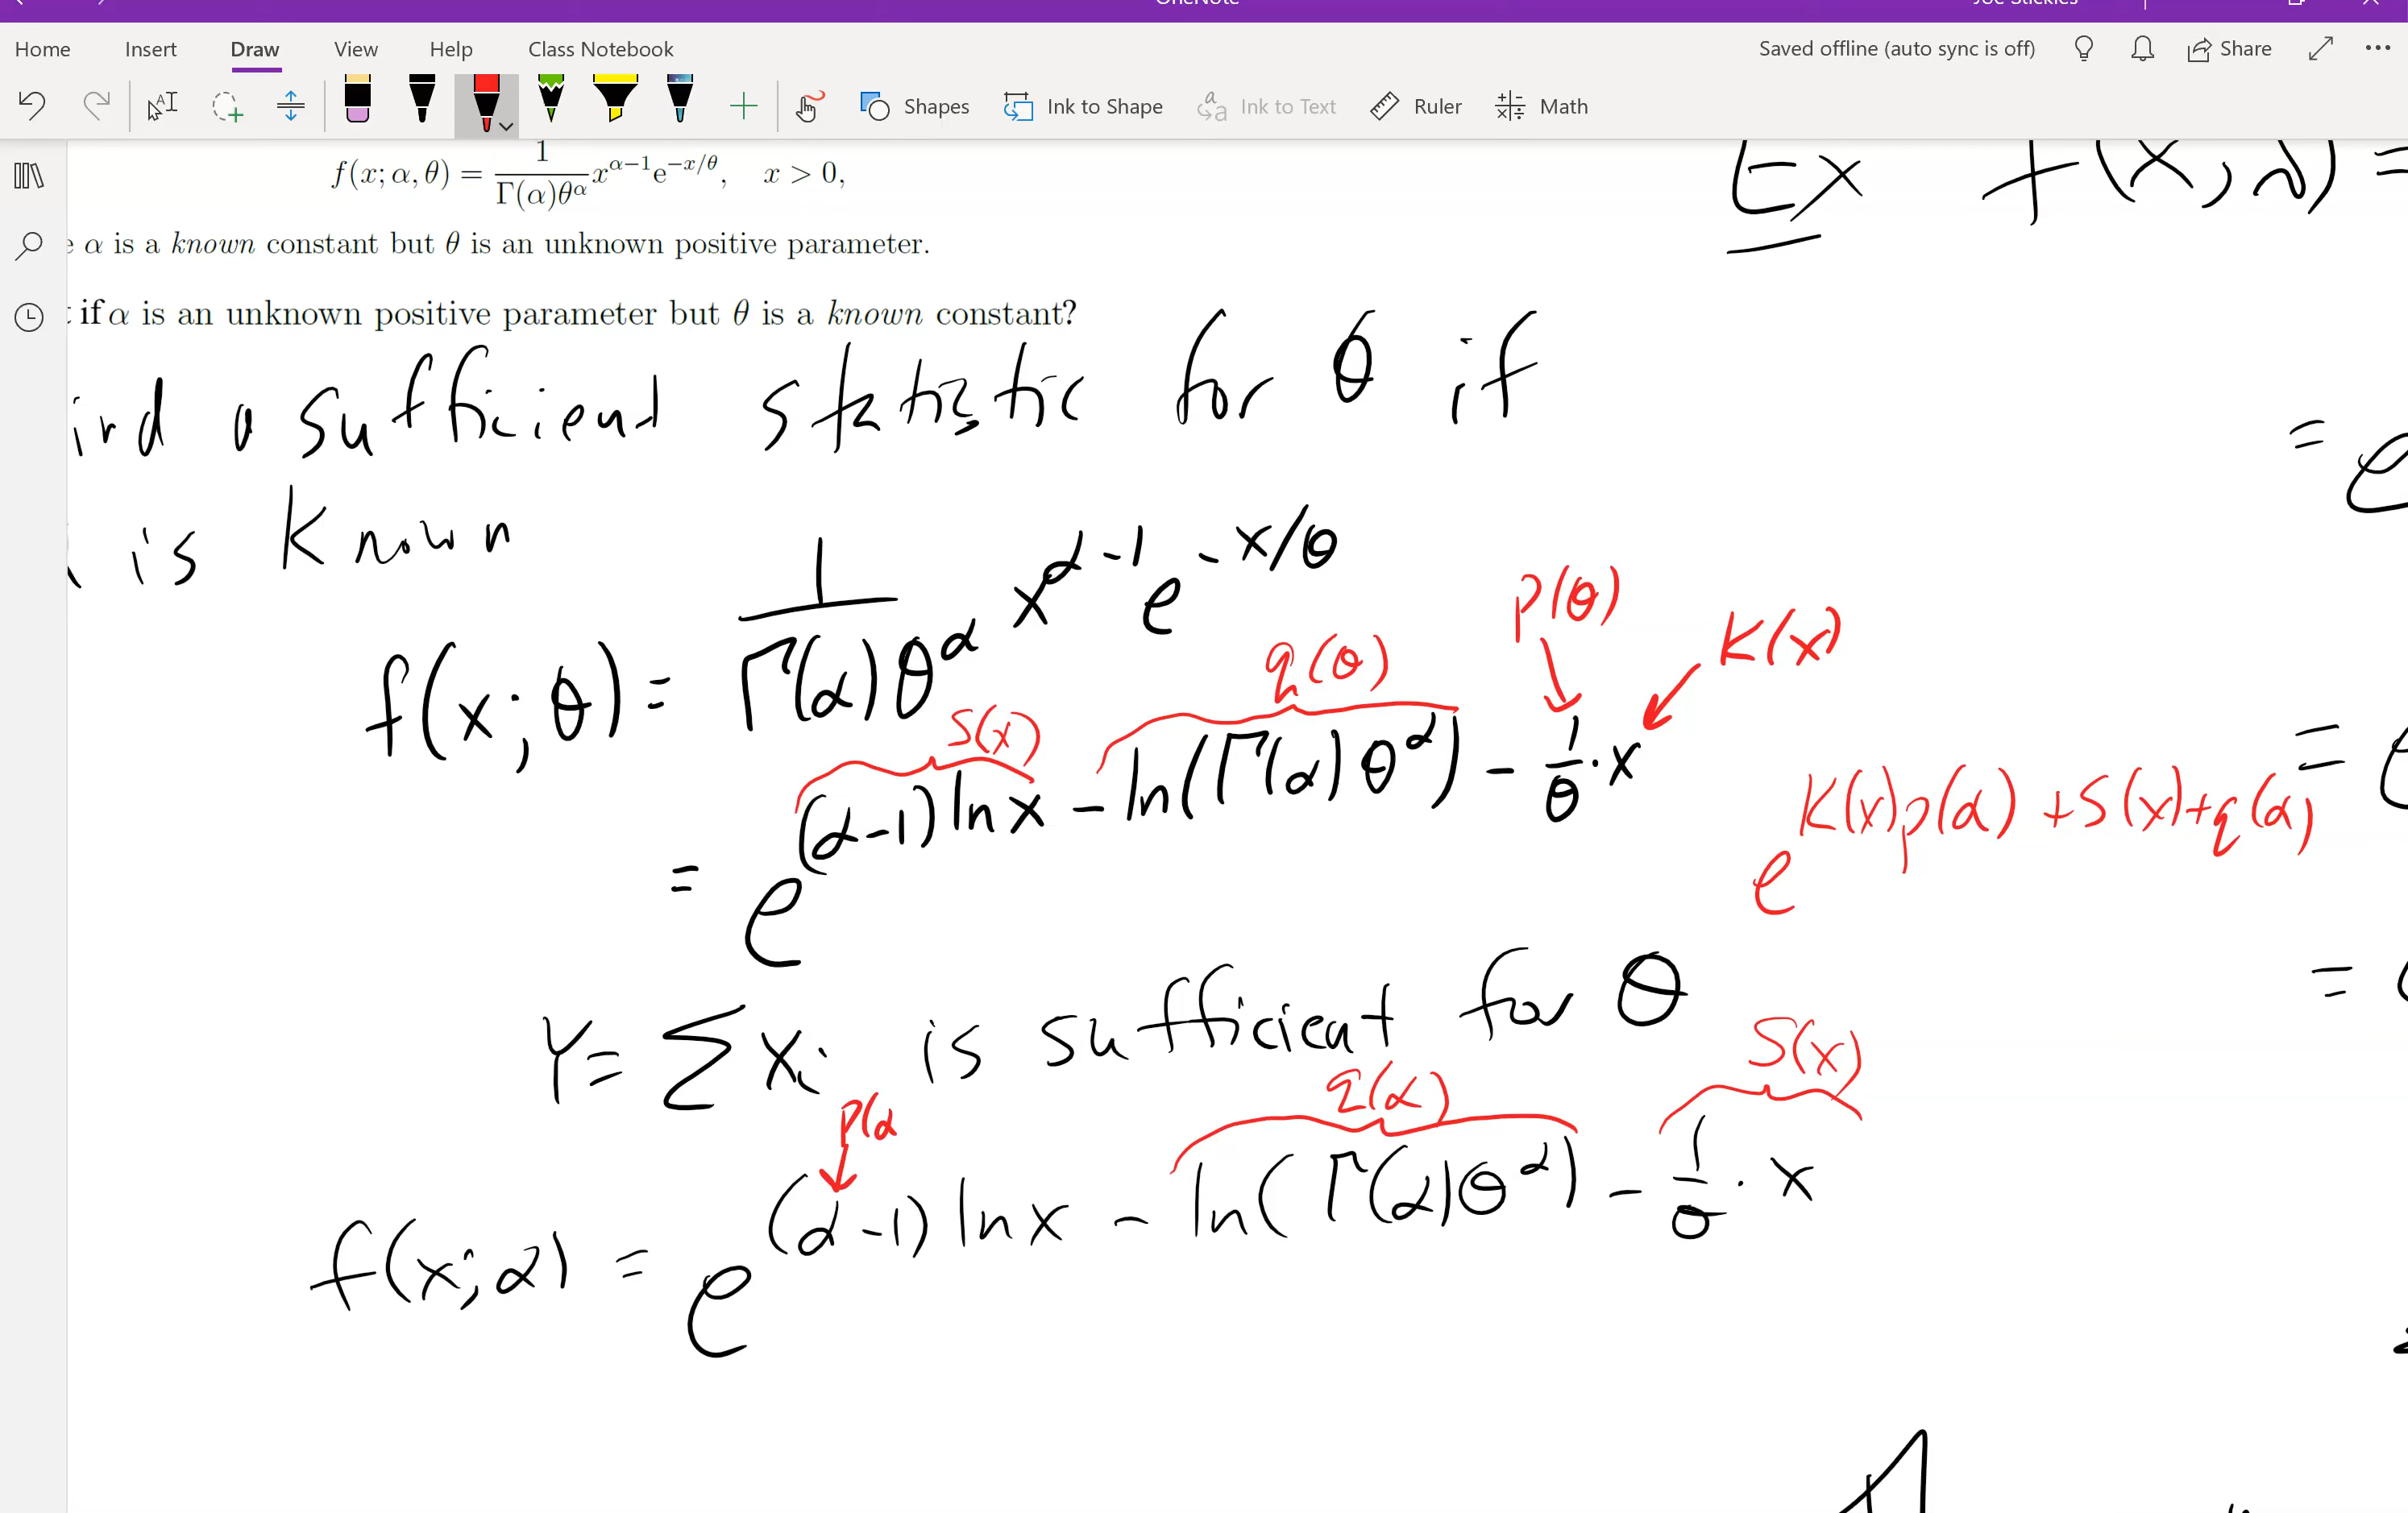 Home Insert Draw View Help Class Notebook Saved offline (auto sync is off) Share
Shapes Ink to Shape Ink to Text Ruler Math
f(x; α, θ) = 1/(Γ(α)θ^α) x^(α−1) e^(−x/θ), x > 0,
α is a known constant but θ is an unknown positive parameter.
if α is an unknown positive parameter but θ is a known constant?
Ex f(x; λ) =
ind a sufficient statistic for θ if
is known
f(x; θ) = 1/(Γ(α)θ^α) x^(α-1) e^(-x/θ)
S(x) q(θ) p(θ) K(x)
= e^((α-1) ln x - ln(Γ(α)θ^α) - 1/θ · x)
e^(K(x)p(α) + S(x) + q(α))
Y = Σ Xi is sufficient for θ
p(α q(α) S(x)
f(x; α) = e^((α-1) ln x - ln(Γ(α)θ^α) - 1/θ · x)